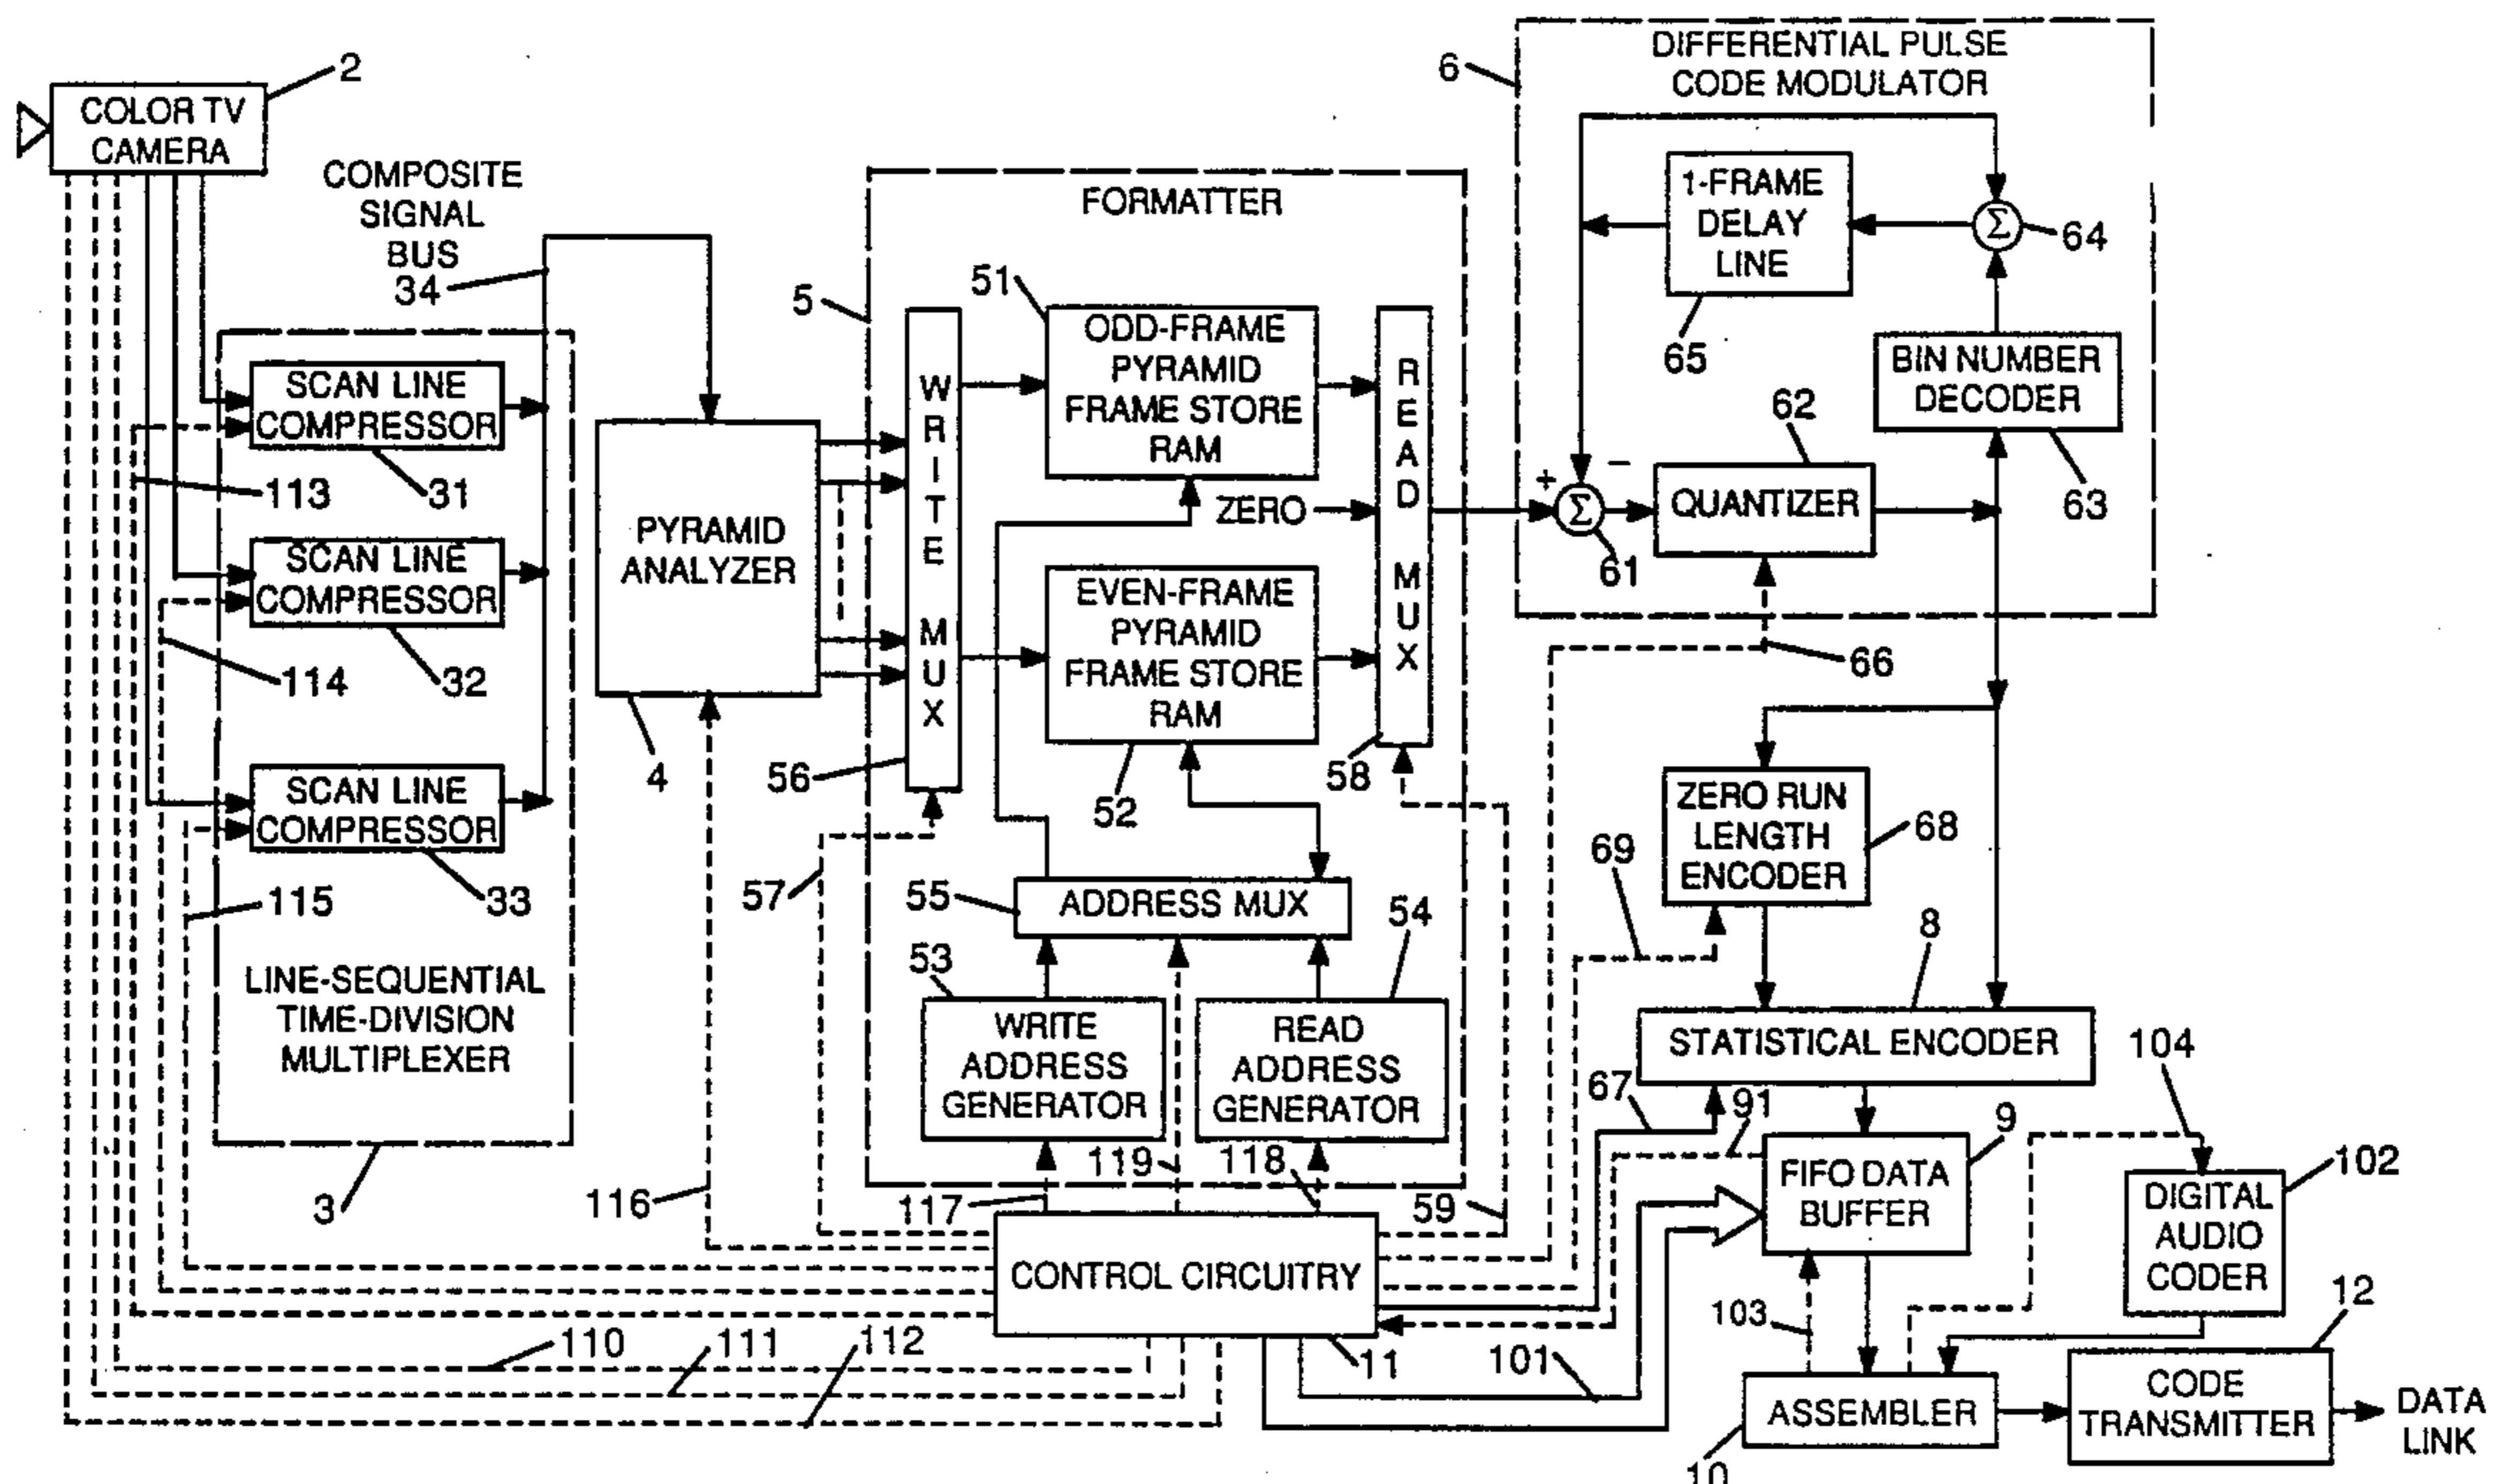 COLOR TV
CAMERA
2
COMPOSITE
SIGNAL
BUS
34
SCAN LINE
COMPRESSOR
31
113
SCAN LINE
COMPRESSOR
32
114
SCAN LINE
COMPRESSOR
33
115
LINE-SEQUENTIAL
TIME-DIVISION
MULTIPLEXER
3
PYRAMID
ANALYZER
4
116
FORMATTER
5
WRITE MUX
56
57
51
ODD-FRAME
PYRAMID
FRAME STORE
RAM
ZERO
EVEN-FRAME
PYRAMID
FRAME STORE
RAM
52
READ MUX
58
59
55
ADDRESS MUX
53
WRITE
ADDRESS
GENERATOR
54
READ
ADDRESS
GENERATOR
117
119
118
CONTROL CIRCUITRY
11
110
111
112
101
6
DIFFERENTIAL PULSE
CODE MODULATOR
1-FRAME
DELAY
LINE
65
Σ
64
BIN NUMBER
DECODER
63
62
QUANTIZER
+
−
Σ
61
66
ZERO RUN
LENGTH
ENCODER
68
69
8
STATISTICAL ENCODER
67
91
9
FIFO DATA
BUFFER
104
102
DIGITAL
AUDIO
CODER
103
12
ASSEMBLER
10
CODE
TRANSMITTER
DATA
LINK